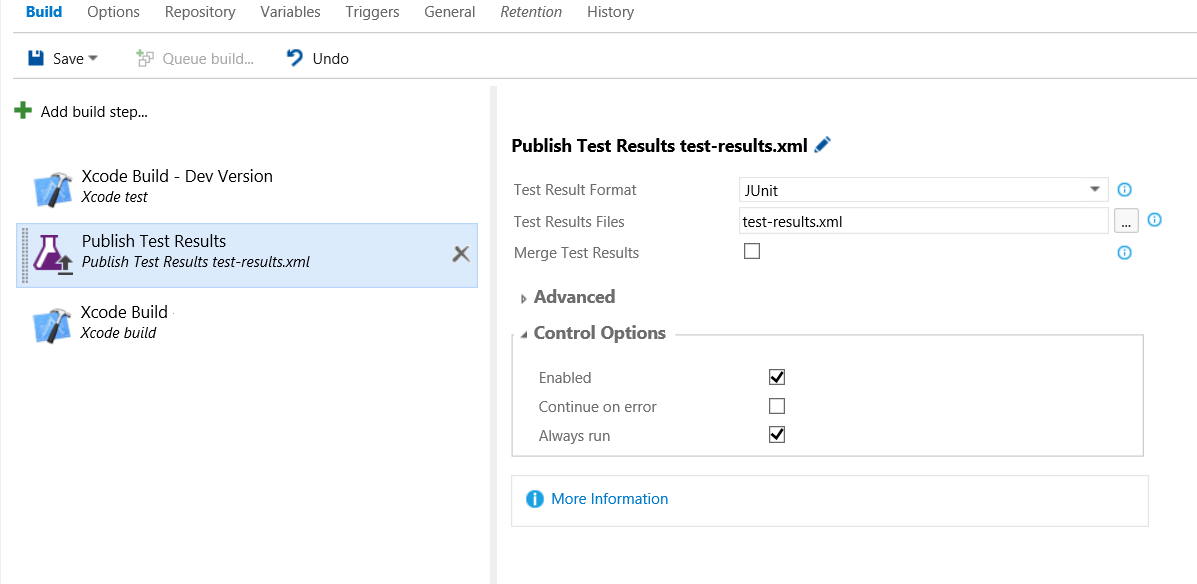 Build Options Repository Variables Triggers General Retention History
Save Queue build... Undo
Add build step...
Xcode Build - Dev Version
Xcode test
Publish Test Results
Publish Test Results test-results.xml
Xcode Build
Xcode build
Publish Test Results test-results.xml
Test Result Format JUnit
Test Results Files test-results.xml ...
Merge Test Results
Advanced
Control Options
Enabled
Continue on error
Always run
More Information